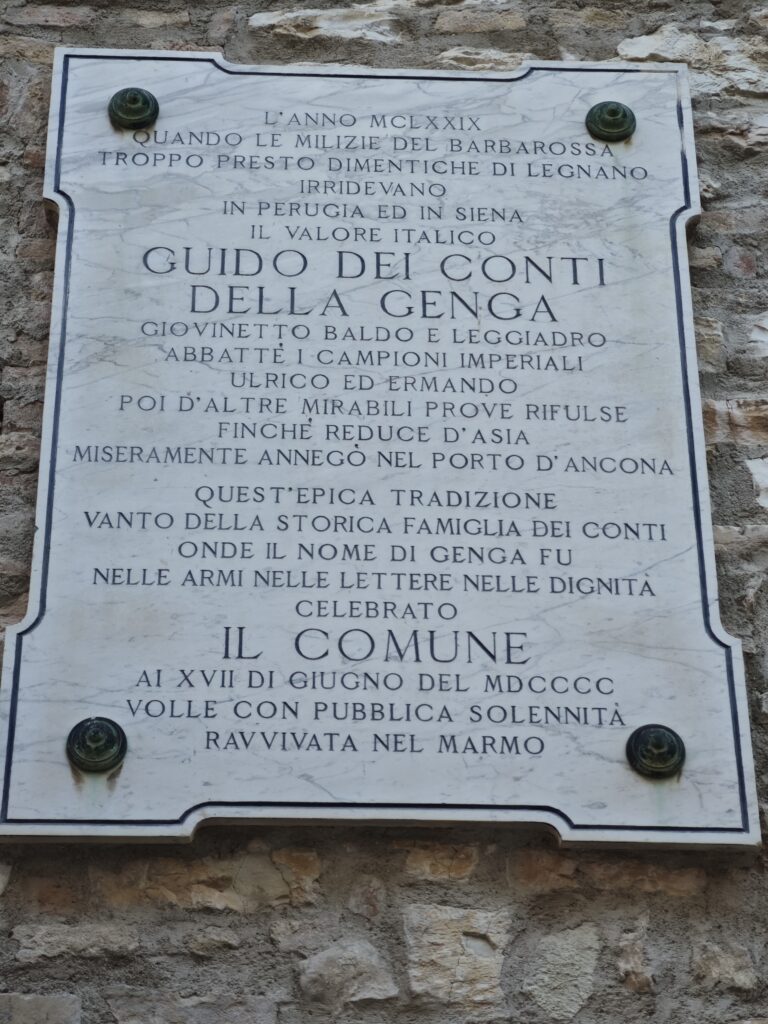 L'ANNO MCLXXIX
QUANDO LE MILIZIE DEL BARBAROSSA
TROPPO PRESTO DIMENTICHE DI LEGNANO
IRRIDEVANO
IN PERUGIA ED IN SIENA
IL VALORE ITALICO
GUIDO DEI CONTI
DELLA GENGA
GIOVINETTO BALDO E LEGGIADRO
ABBATTÈ I CAMPIONI IMPERIALI
ULRICO ED ERMANDO
POI D'ALTRE MIRABILI PROVE RIFULSE
FINCHÈ REDUCE D'ASIA
MISERAMENTE ANNEGÒ NEL PORTO D'ANCONA
QUEST'EPICA TRADIZIONE
VANTO DELLA STORICA FAMIGLIA DEI CONTI
ONDE IL NOME DI GENGA FU
NELLE ARMI NELLE LETTERE NELLE DIGNITÀ
CELEBRATO
IL COMUNE
AI XVII DI GIUGNO DEL MDCCCC
VOLLE CON PUBBLICA SOLENNITÀ
RAVVIVATA NEL MARMO